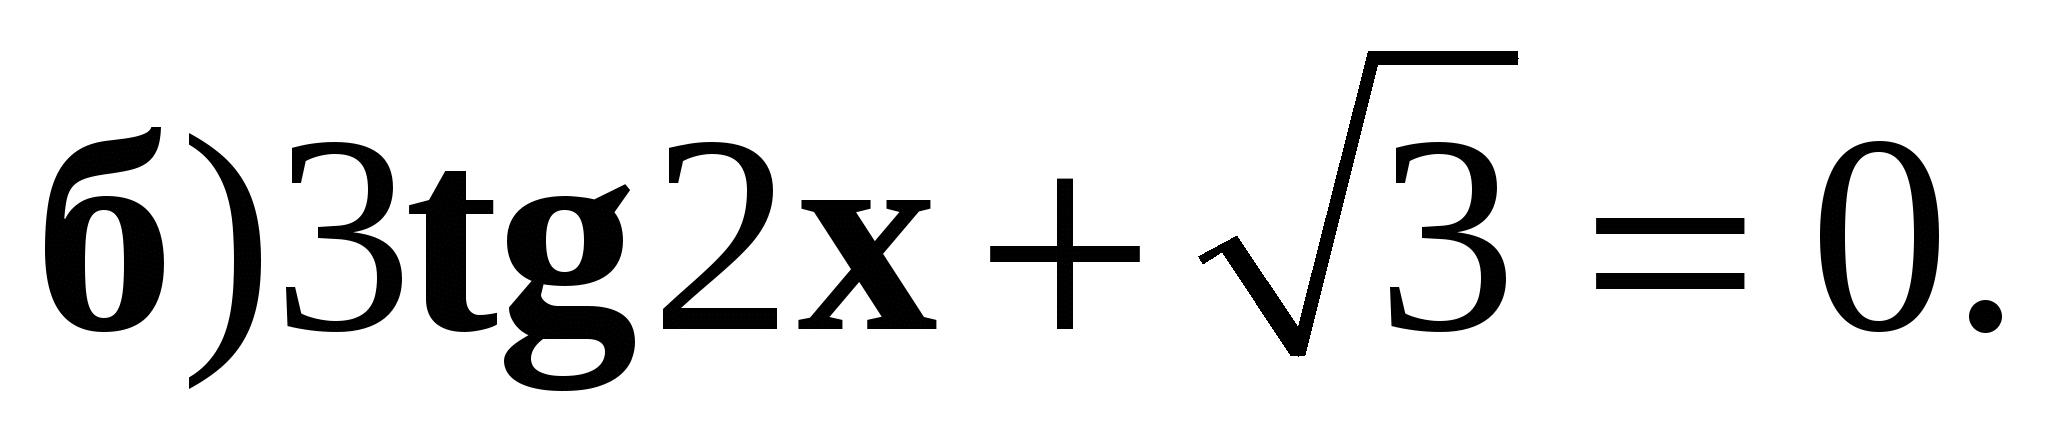 б)3tg2x + √3 = 0.